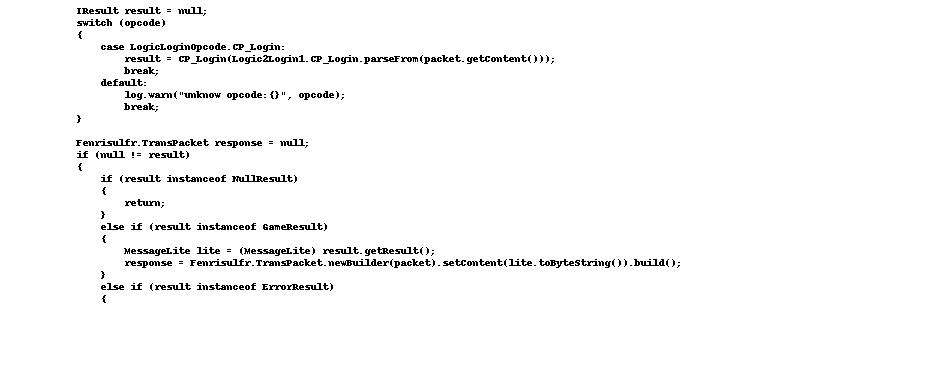 IResult result = null;
switch (opcode)
{
    case LogicLoginOpcode.CP_Login:
        result = CP_Login(Logic2Login1.CP_Login.parseFrom(packet.getContent()));
        break;
    default:
        log.warn("unknow opcode:{}", opcode);
        break;
}

Fenrisulfr.TransPacket response = null;
if (null != result)
{
    if (result instanceof NullResult)
    {
        return;
    }
    else if (result instanceof GameResult)
    {
        MessageLite lite = (MessageLite) result.getResult();
        response = Fenrisulfr.TransPacket.newBuilder(packet).setContent(lite.toByteString()).build();
    }
    else if (result instanceof ErrorResult)
    {